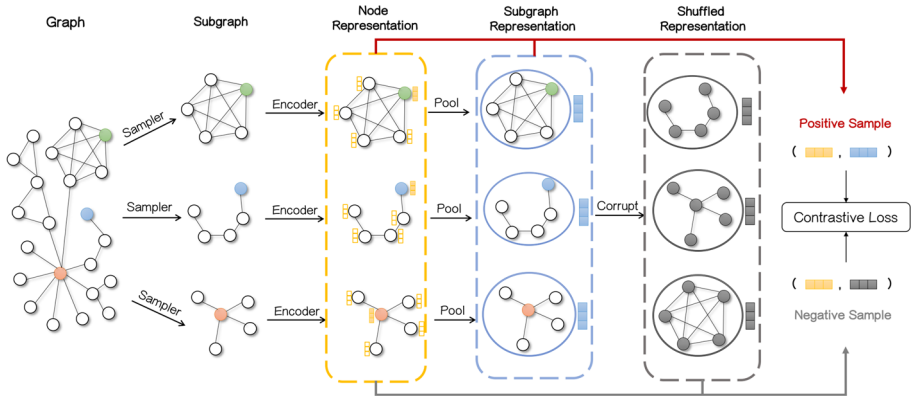 Graph
Subgraph
Node
Representation
Subgraph
Representation
Shuffled
Representation
Sampler
Encoder
Pool
Positive Sample
( , )
Sampler
Encoder
Pool
Corrupt
Contrastive Loss
Sampler
Encoder
Pool
( , )
Negative Sample